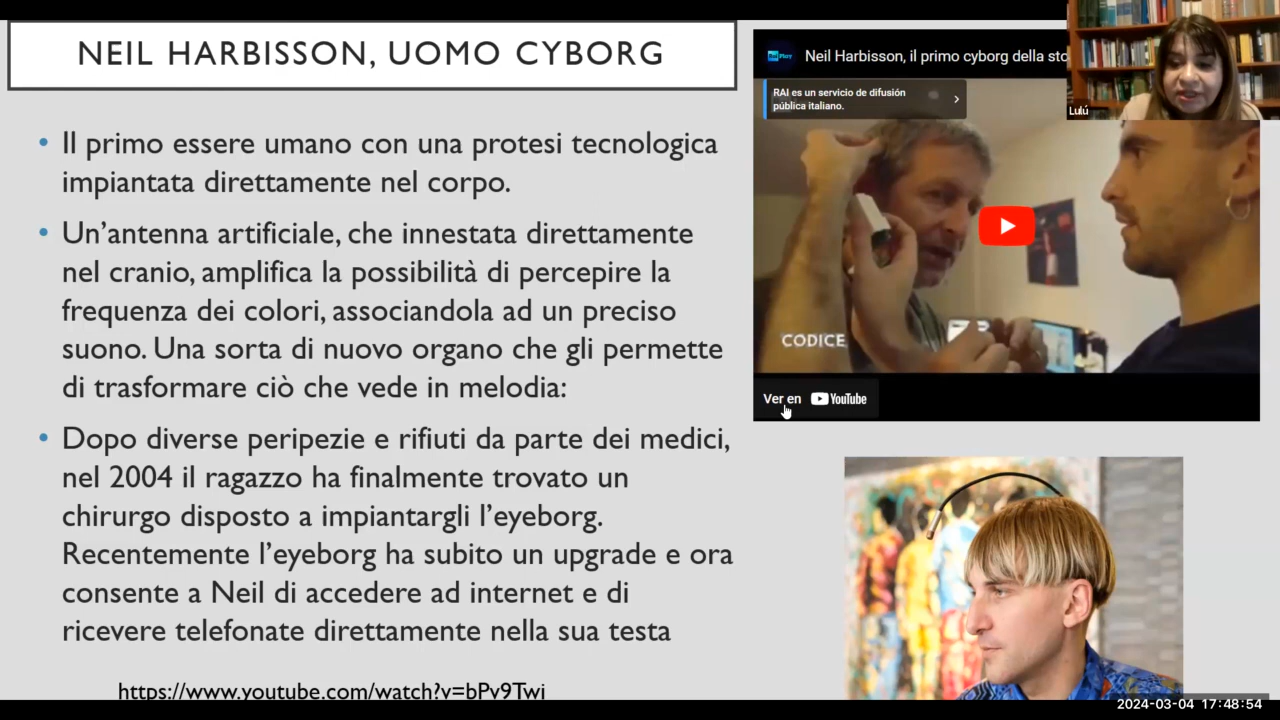 NEIL HARBISSON, UOMO CYBORG
Il primo essere umano con una protesi tecnologica
impiantata direttamente nel corpo.
Un’antenna artificiale, che innestata direttamente
nel cranio, amplifica la possibilità di percepire la
frequenza dei colori, associandola ad un preciso
suono. Una sorta di nuovo organo che gli permette
di trasformare ciò che vede in melodia:
Dopo diverse peripezie e rifiuti da parte dei medici,
nel 2004 il ragazzo ha finalmente trovato un
chirurgo disposto a impiantargli l’eyeborg.
Recentemente l’eyeborg ha subito un upgrade e ora
consente a Neil di accedere ad internet e di
ricevere telefonate direttamente nella sua testa
https://www.youtube.com/watch?v=bPv9Twi
Rai Play
Neil Harbisson, il primo cyborg della sto
RAI es un servicio de difusión
pública italiano.
Lulú
CODICE
Ver en YouTube
2024-03-04 17:48:54